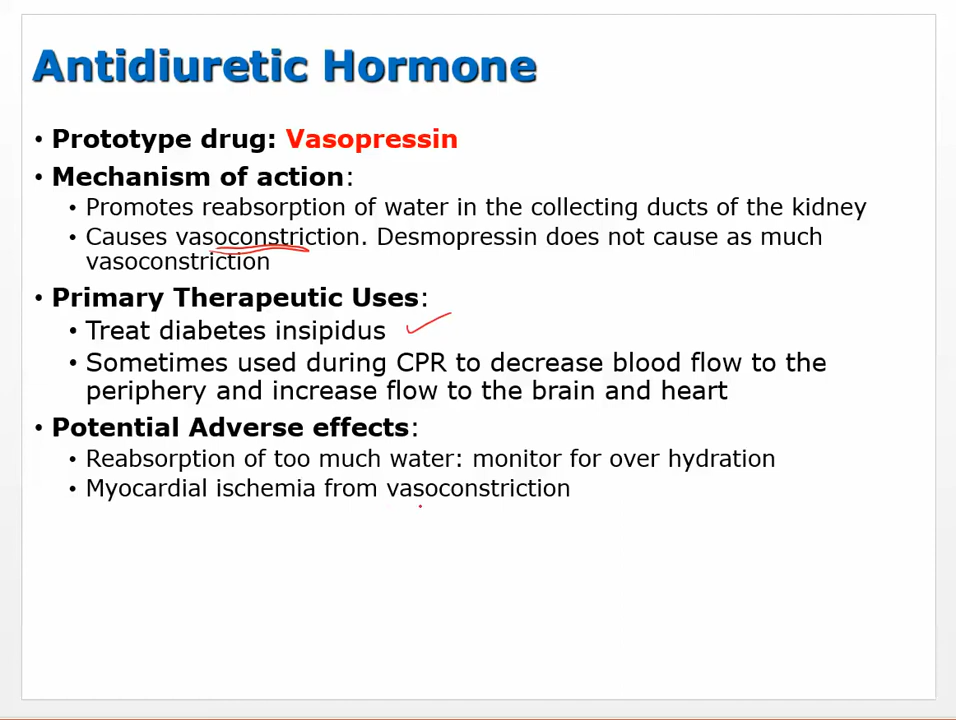 Antidiuretic Hormone
• Prototype drug: Vasopressin
• Mechanism of action:
• Promotes reabsorption of water in the collecting ducts of the kidney
• Causes vasoconstriction. Desmopressin does not cause as much
vasoconstriction
• Primary Therapeutic Uses:
• Treat diabetes insipidus
• Sometimes used during CPR to decrease blood flow to the
periphery and increase flow to the brain and heart
• Potential Adverse effects:
• Reabsorption of too much water: monitor for over hydration
• Myocardial ischemia from vasoconstriction